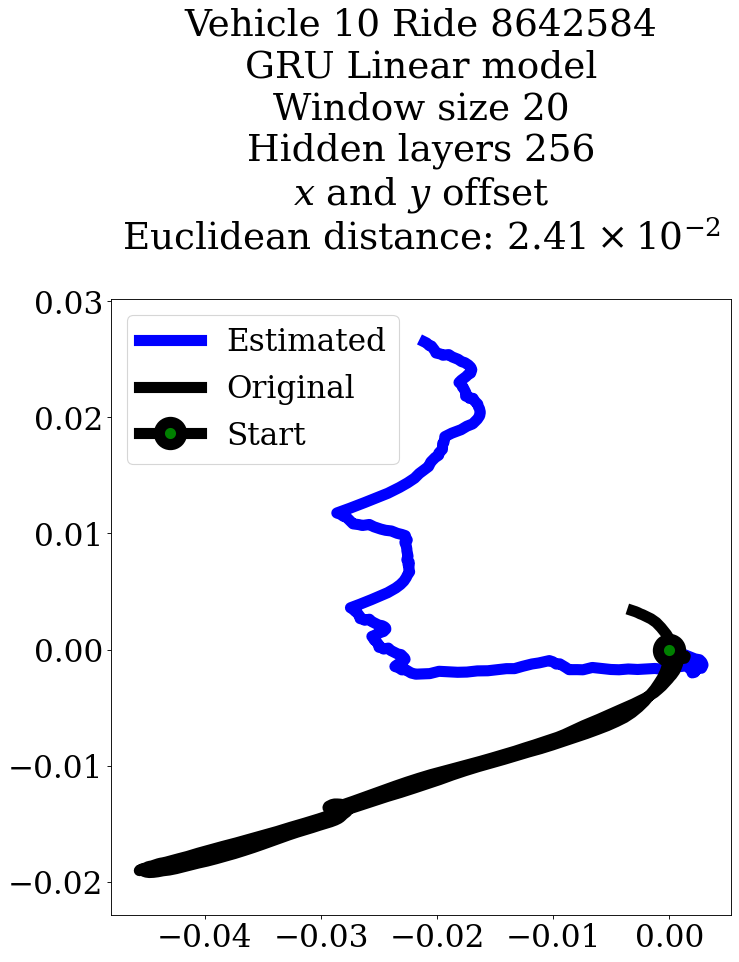 Vehicle 10 Ride 8642584
GRU Linear model
Window size 20
Hidden layers 256
x and y offset
Euclidean distance: 2.41 × 10⁻²
Estimated
Original
Start
0.03
0.02
0.01
0.00
−0.01
−0.02
−0.04 −0.03 −0.02 −0.01 0.00